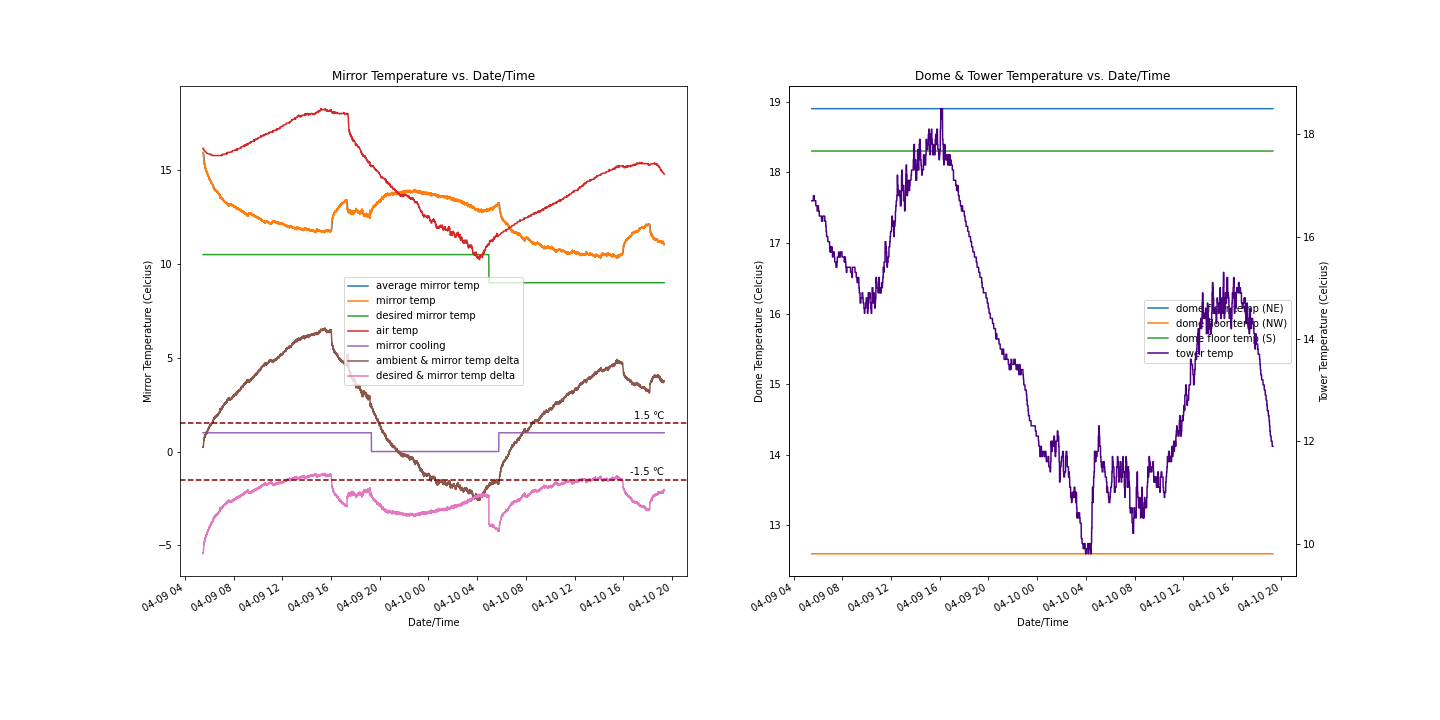 Mirror Temperature vs. Date/Time
Mirror Temperature (Celcius)
15
10
5
0
−5
average mirror temp
mirror temp
desired mirror temp
air temp
mirror cooling
ambient & mirror temp delta
desired & mirror temp delta
1.5 ℃
-1.5 ℃
04-09 04
04-09 08
04-09 12
04-09 16
04-09 20
04-10 00
04-10 04
04-10 08
04-10 12
04-10 16
04-10 20
Date/Time
Dome & Tower Temperature vs. Date/Time
Dome Temperature (Celcius)
19
18
17
16
15
14
13
dome floor temp (NE)
dome floor temp (NW)
dome floor temp (S)
tower temp
18
16
14
12
10
Tower Temperature (Celcius)
04-09 04
04-09 08
04-09 12
04-09 16
04-09 20
04-10 00
04-10 04
04-10 08
04-10 12
04-10 16
04-10 20
Date/Time